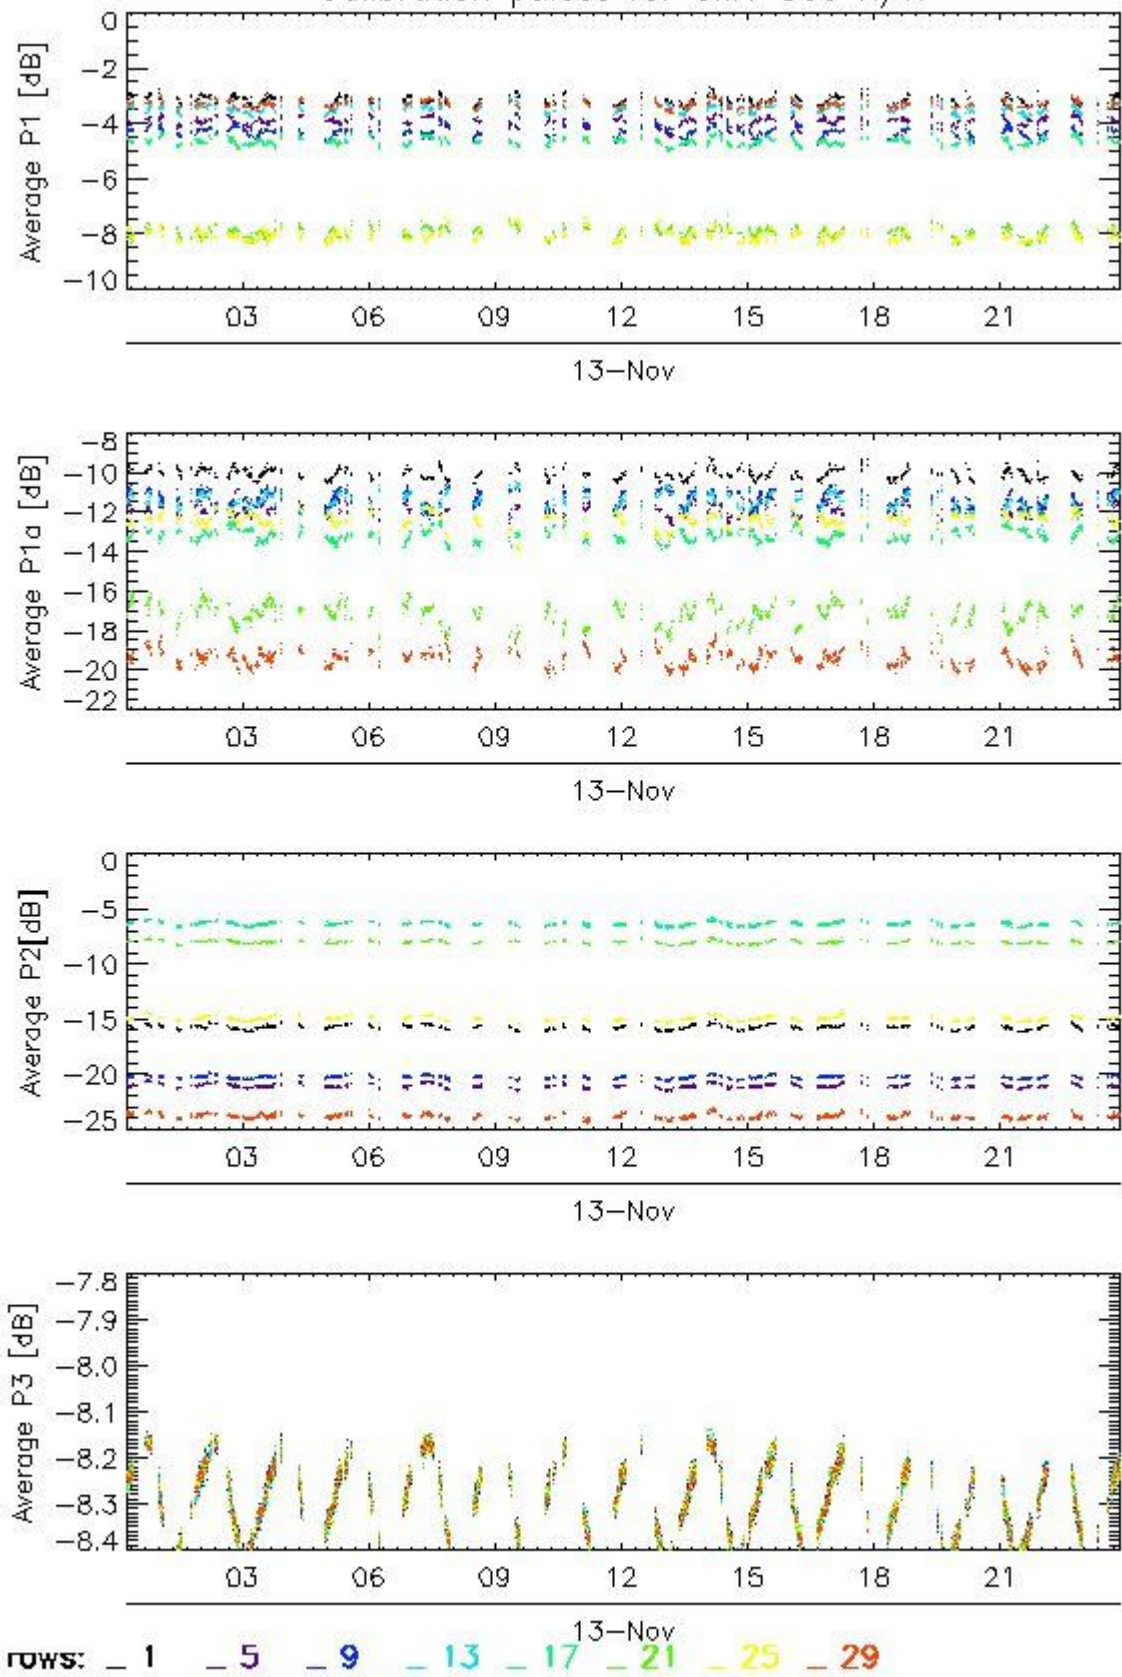 0
−2
−4
−6
−8
−10
Average P1 [dB]
03 06 09 12 15 18 21
13−Nov
−8
−10
−12
−14
−16
−18
−20
−22
Average P1a [dB]
03 06 09 12 15 18 21
13−Nov
0
−5
−10
−15
−20
−25
Average P2[dB]
03 06 09 12 15 18 21
13−Nov
−7.8
−7.9
−8.0
−8.1
−8.2
−8.3
−8.4
Average P3 [dB]
03 06 09 12 15 18 21
13−Nov
rows: _ 1 _ 5 _ 9 _ 13 _ 17 _ 21 _ 25 _ 29